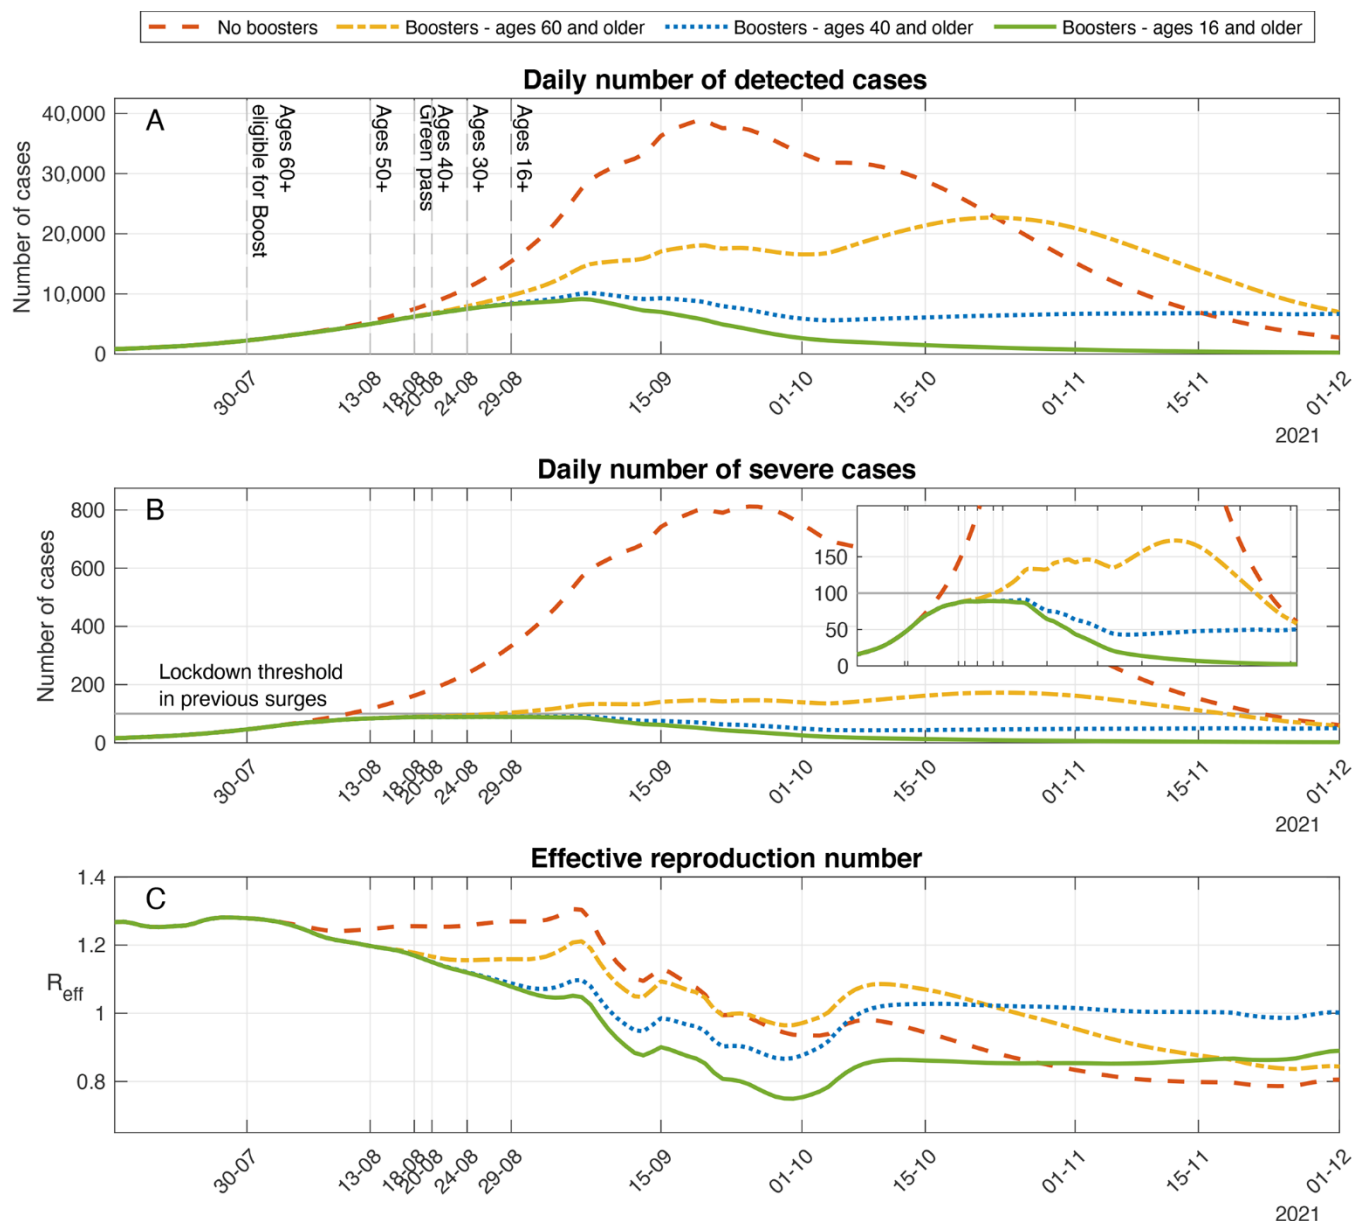 No boosters
Boosters - ages 60 and older
Boosters - ages 40 and older
Boosters - ages 16 and older
Daily number of detected cases
A
Number of cases
40,000
30,000
20,000
10,000
0
Ages 60+
eligible for Boost
Ages 50+
Ages 40+
Green pass
Ages 30+
Ages 16+
30-07
13-08
18-08
20-08
24-08
29-08
15-09
01-10
15-10
01-11
15-11
01-12
2021
Daily number of severe cases
B
Number of cases
800
600
400
200
0
Lockdown threshold
in previous surges
150
100
50
0
30-07
13-08
18-08
20-08
24-08
29-08
15-09
01-10
15-10
01-11
15-11
01-12
2021
Effective reproduction number
C
Reff
1.4
1.2
1
0.8
30-07
13-08
18-08
20-08
24-08
29-08
15-09
01-10
15-10
01-11
15-11
01-12
2021